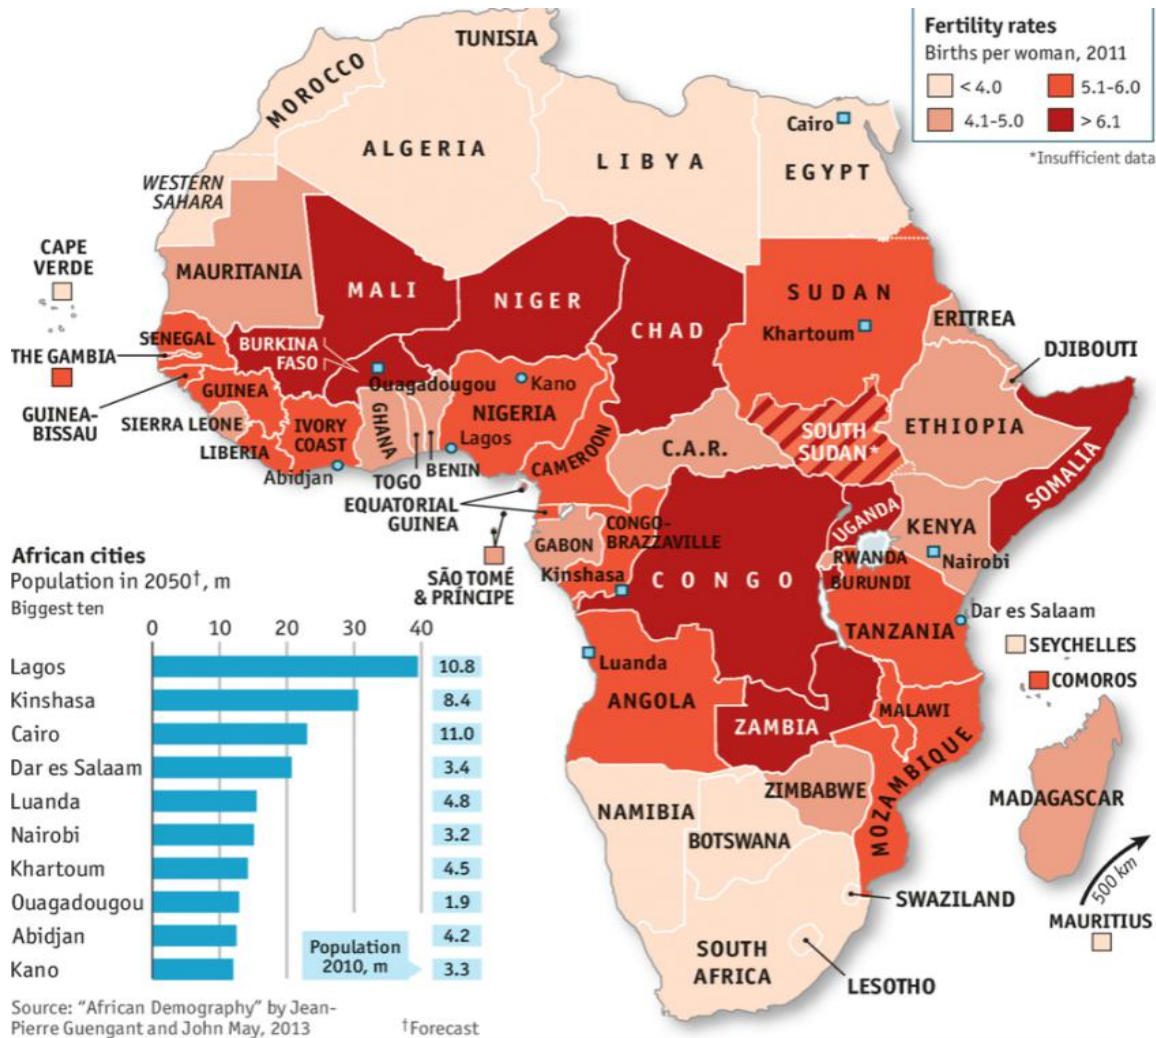 Fertility rates
Births per woman, 2011
< 4.0
5.1-6.0
4.1-5.0
> 6.1
*Insufficient data
TUNISIA
MOROCCO
ALGERIA
LIBYA
Cairo
EGYPT
WESTERN
SAHARA
CAPE
VERDE
MAURITANIA
MALI
NIGER
CHAD
SUDAN
Khartoum
ERITREA
DJIBOUTI
SENEGAL
THE GAMBIA
BURKINA
FASO
Ouagadougou
Kano
GUINEA-
BISSAU
GUINEA
SIERRA LEONE
LIBERIA
IVORY
COAST
Abidjan
GHANA
TOGO
BENIN
NIGERIA
Lagos
CAMEROON
C.A.R.
SOUTH
SUDAN*
ETHIOPIA
SOMALIA
EQUATORIAL
GUINEA
SÃO TOMÉ
& PRÍNCIPE
GABON
CONGO-
BRAZZAVILLE
Kinshasa
CONGO
UGANDA
KENYA
Nairobi
RWANDA
BURUNDI
TANZANIA
Dar es Salaam
SEYCHELLES
COMOROS
Luanda
ANGOLA
ZAMBIA
MALAWI
MOZAMBIQUE
ZIMBABWE
MADAGASCAR
NAMIBIA
BOTSWANA
SWAZILAND
500 km
MAURITIUS
SOUTH
AFRICA
LESOTHO
African cities
Population in 2050†, m
Biggest ten
0 10 20 30 40
Lagos 10.8
Kinshasa 8.4
Cairo 11.0
Dar es Salaam 3.4
Luanda 4.8
Nairobi 3.2
Khartoum 4.5
Ouagadougou 1.9
Abidjan 4.2
Kano 3.3
Population
2010, m
Source: “African Demography” by Jean-
Pierre Guengant and John May, 2013
†Forecast